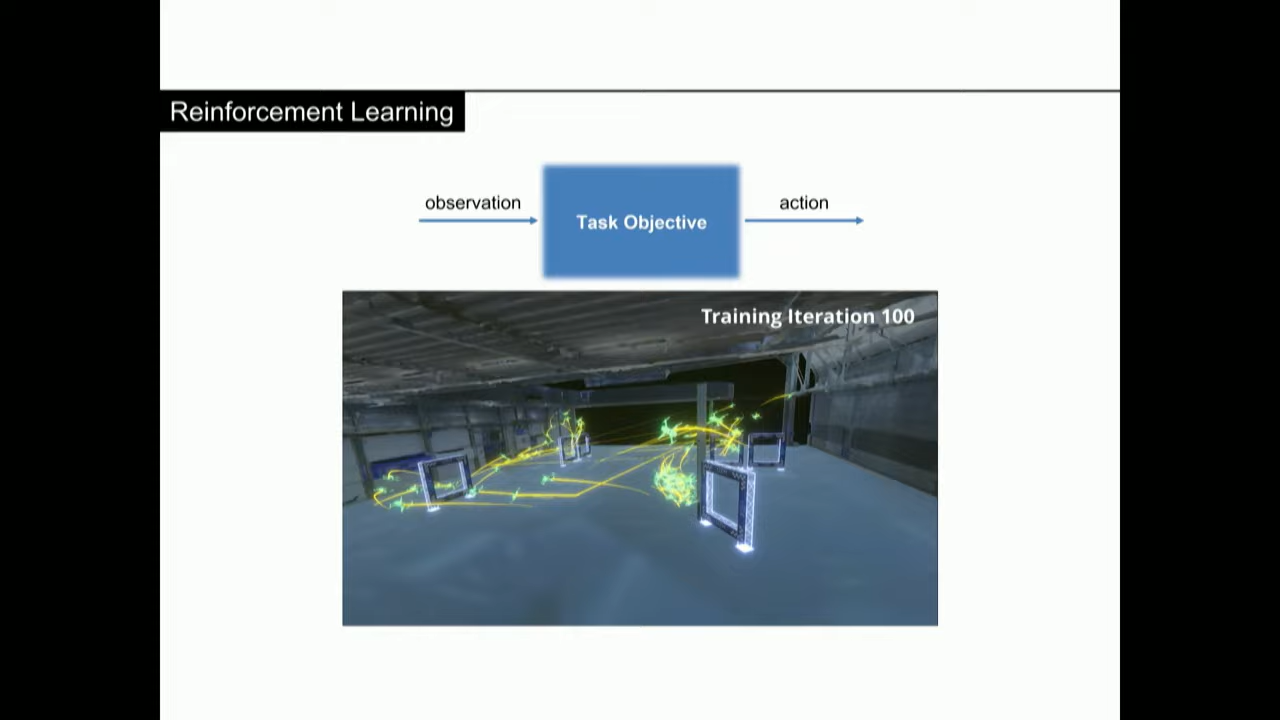 Reinforcement Learning
observation
Task Objective
action
Training Iteration 100